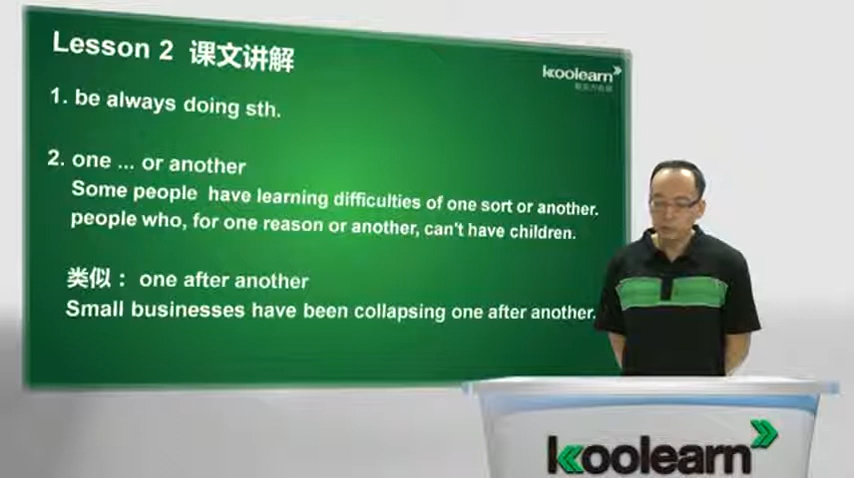 Lesson 2 课文讲解
koolearn
1. be always doing sth.
2. one ... or another
Some people have learning difficulties of one sort or another.
people who, for one reason or another, can't have children.
类似： one after another
Small businesses have been collapsing one after another.
koolearn